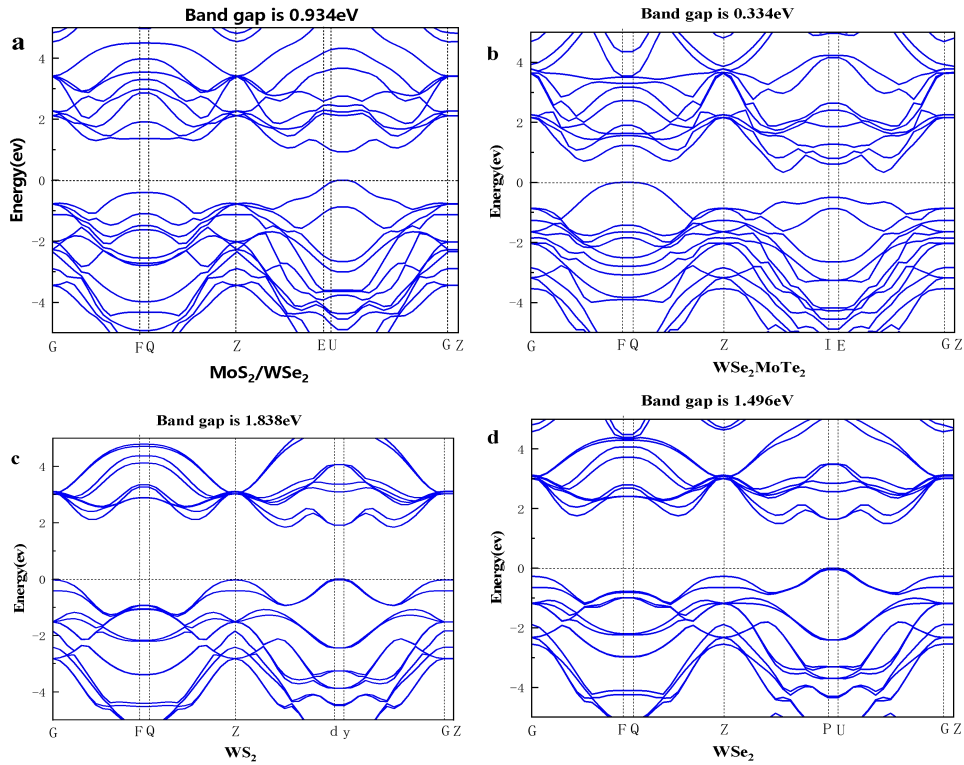 Band gap is 0.934eV
a
Energy(ev)
4
2
0
−2
−4
G F Q Z E U G Z
MoS₂/WSe₂
Band gap is 0.334eV
b
Energy(ev)
4
2
0
−2
−4
G F Q Z I E G Z
WSe₂MoTe₂
Band gap is 1.838eV
c
Energy(ev)
4
2
0
−2
−4
G F Q Z d y G Z
WS₂
Band gap is 1.496eV
d
Energy(ev)
4
2
0
−2
−4
G F Q Z P U G Z
WSe₂